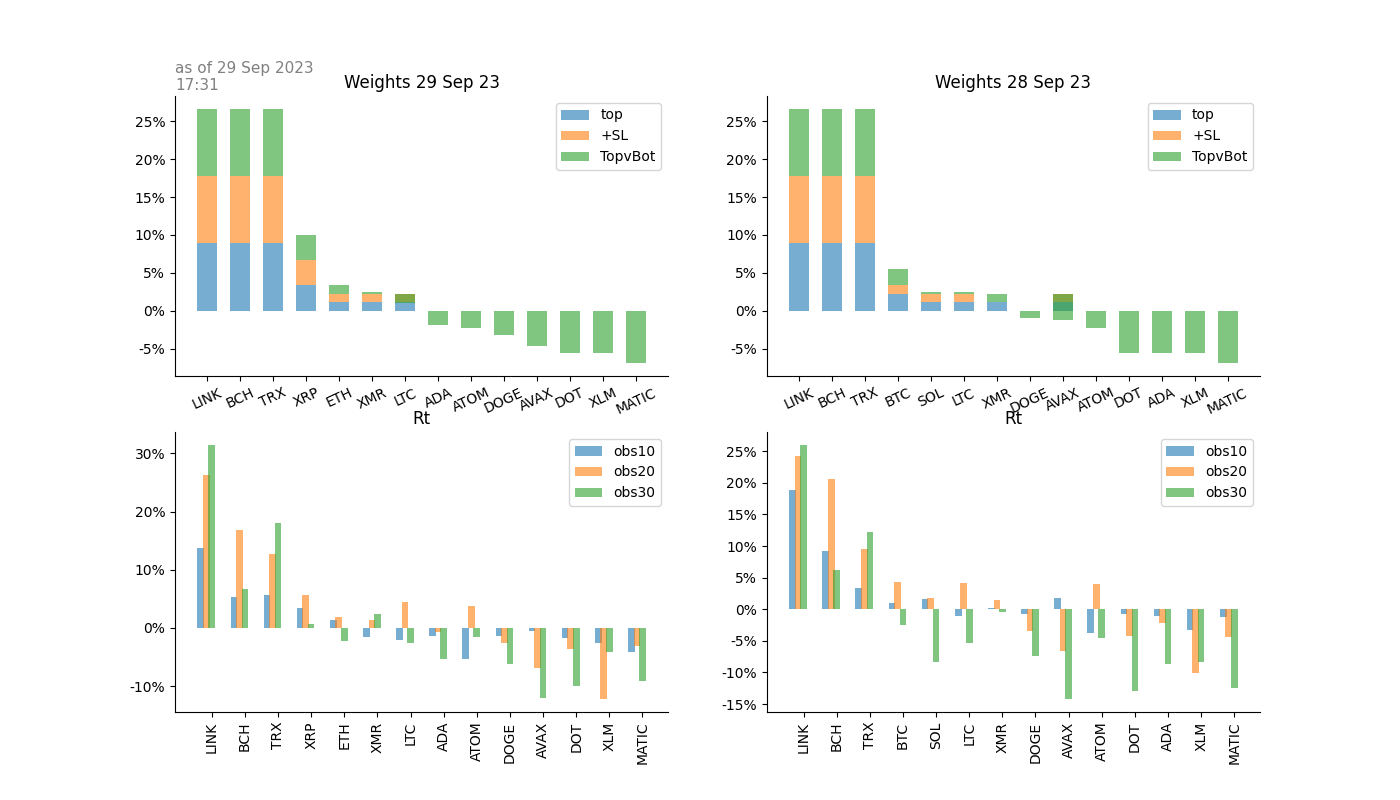 as of 29 Sep 2023
17:31
Weights 29 Sep 23
25%
20%
15%
10%
5%
0%
-5%
top
+SL
TopvBot
LINK BCH TRX XRP ETH XMR LTC ADA ATOM DOGE AVAX DOT XLM MATIC
Weights 28 Sep 23
25%
20%
15%
10%
5%
0%
-5%
top
+SL
TopvBot
LINK BCH TRX BTC SOL LTC XMR DOGE AVAX ATOM DOT ADA XLM MATIC
Rt
30%
20%
10%
0%
-10%
obs10
obs20
obs30
LINK BCH TRX XRP ETH XMR LTC ADA ATOM DOGE AVAX DOT XLM MATIC
Rt
25%
20%
15%
10%
5%
0%
-5%
-10%
-15%
obs10
obs20
obs30
LINK BCH TRX BTC SOL LTC XMR DOGE AVAX ATOM DOT ADA XLM MATIC